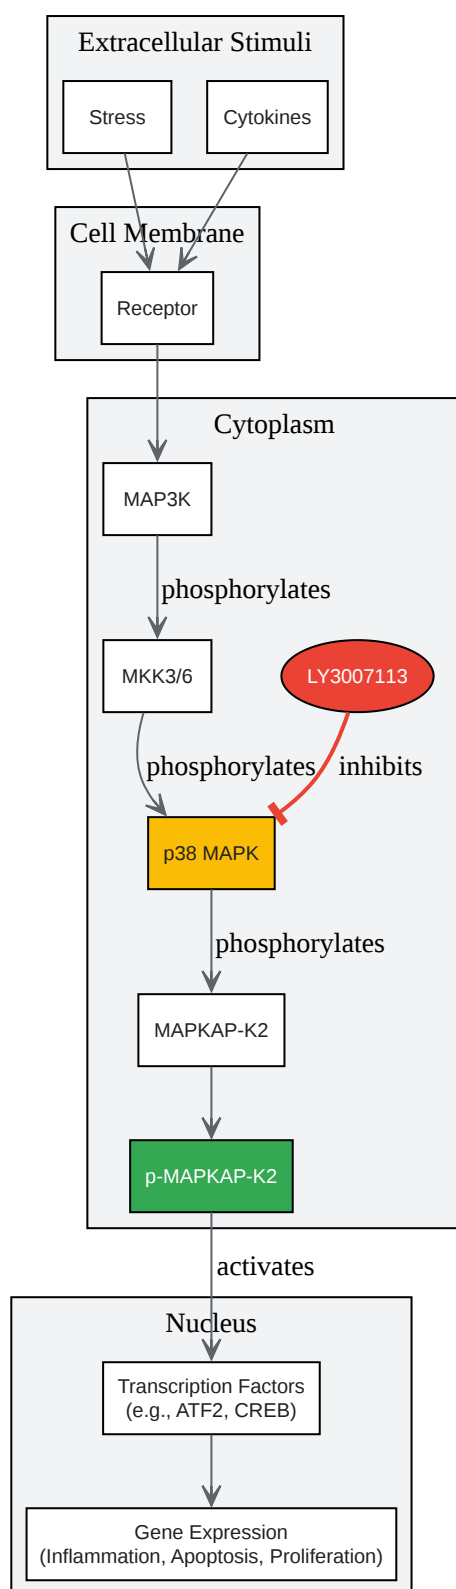 Extracellular Stimuli
Stress
Cytokines
Cell Membrane
Receptor
Cytoplasm
MAP3K
phosphorylates
MKK3/6
LY3007113
phosphorylates
inhibits
p38 MAPK
phosphorylates
MAPKAP-K2
p-MAPKAP-K2
activates
Nucleus
Transcription Factors
(e.g., ATF2, CREB)
Gene Expression
(Inflammation, Apoptosis, Proliferation)